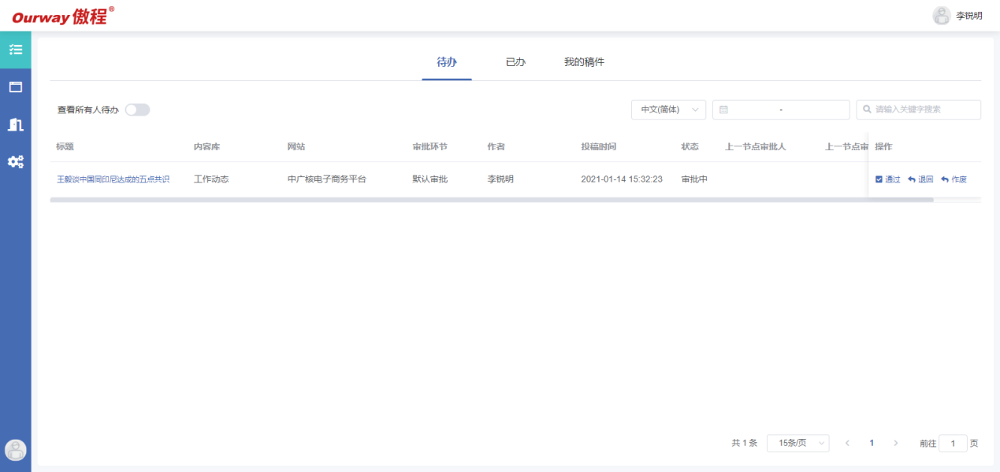 Ourway 傲程®
李锐明
待办 已办 我的稿件
查看所有人待办 中文(简体) - 请输入关键字搜索
标题 内容库 网站 审批环节 作者 投稿时间 状态 上一节点审批人 上一节点审 操作
王毅谈中国同印尼达成的五点共识 工作动态 中广核电子商务平台 默认审批 李锐明 2021-01-14 15:32:23 审批中 通过 退回 作废
共 1 条 15条/页 1 前往 1 页